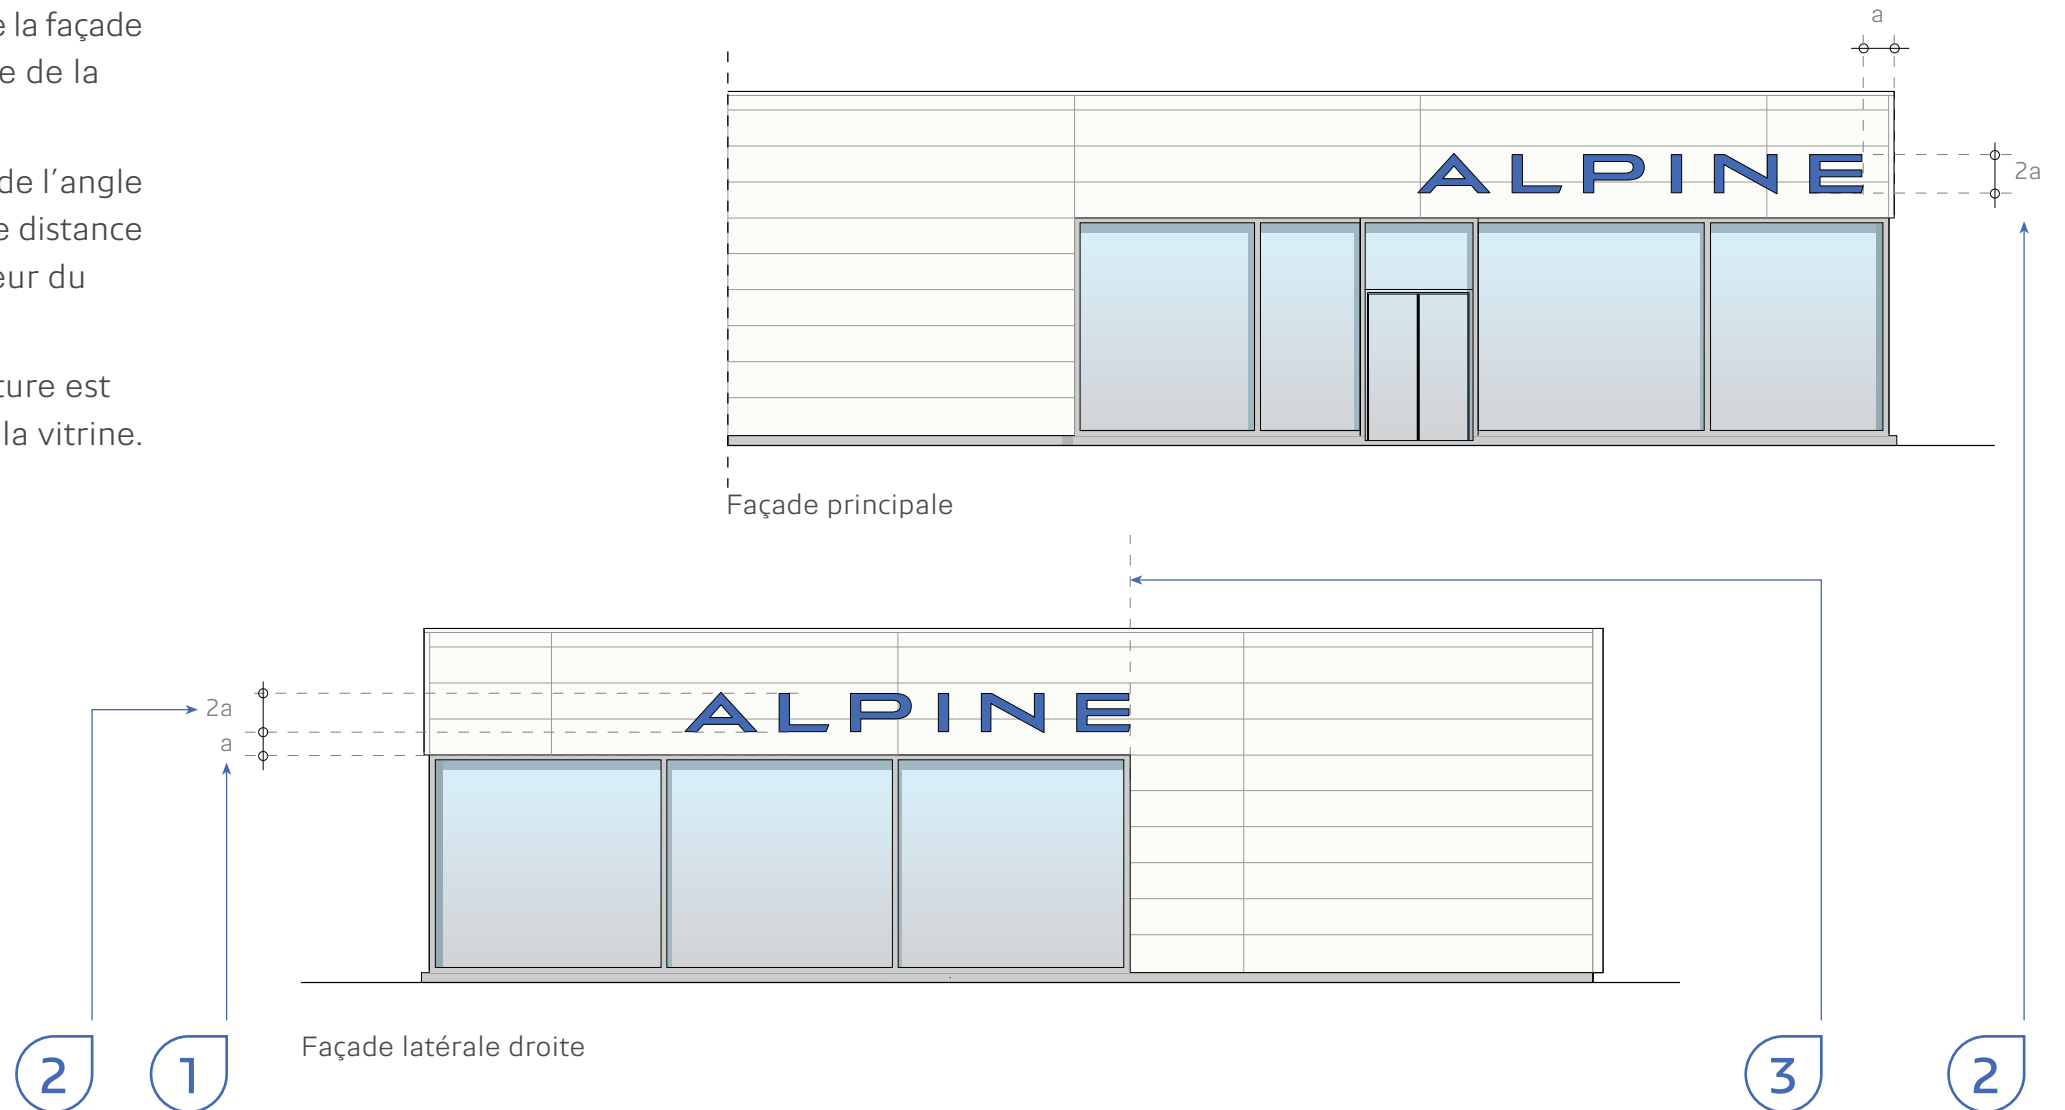 e la façade
e de la
de l’angle
e distance
eur du
ture est
la vitrine.
a
ALPINE
2a
Façade principale
ALPINE
2a
a
Façade latérale droite
2
1
3
2